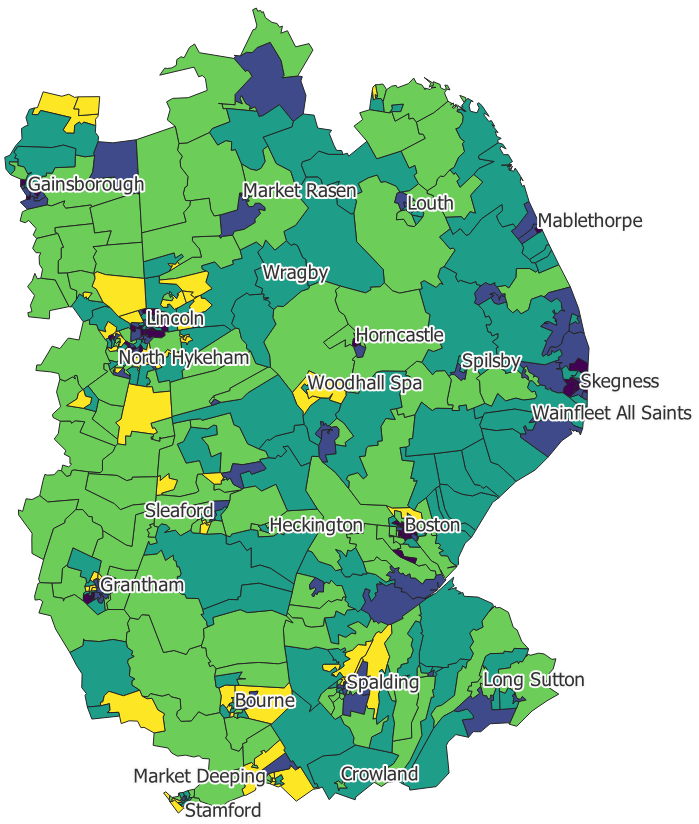 Gainsborough
Market Rasen
Louth
Mablethorpe
Wragby
Lincoln
Horncastle
North Hykeham
Spilsby
Woodhall Spa
Skegness
Wainfleet All Saints
Sleaford
Heckington
Boston
Grantham
Long Sutton
Spalding
Bourne
Market Deeping
Crowland
Stamford